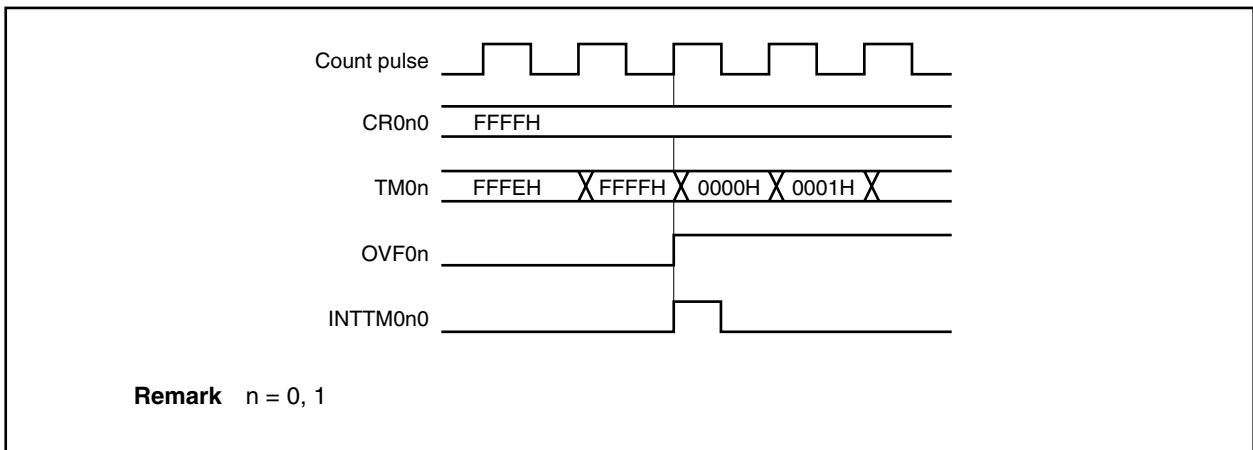 Count pulse
CR0n0 FFFFH
TM0n FFFEH FFFFH 0000H 0001H
OVF0n
INTTM0n0
Remark n = 0, 1